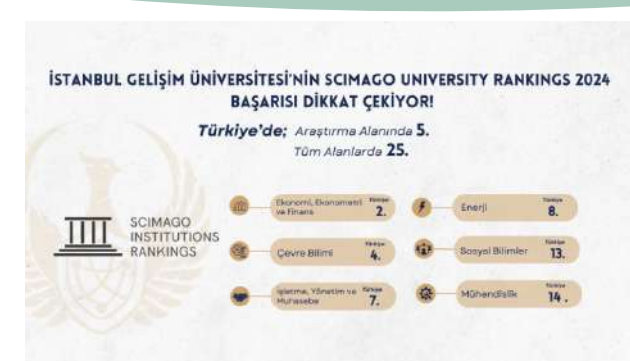 İSTANBUL GELİŞİM ÜNİVERSİTESİ'NİN SCIMAGO UNIVERSITY RANKINGS 2024
BAŞARISI DİKKAT ÇEKİYOR!
Türkiye'de; Araştırma Alanında 5.
Tüm Alanlarda 25.
SCIMAGO
INSTITUTIONS
RANKINGS
Ekonomi, Ekonometri
ve Finans
Türkiye
2.
Çevre Bilimi
Türkiye
4.
İşletme, Yönetim ve
Muhasebe
Türkiye
7.
Enerji
Türkiye
8.
Sosyal Bilimler
Türkiye
13.
Mühendislik
Türkiye
14.